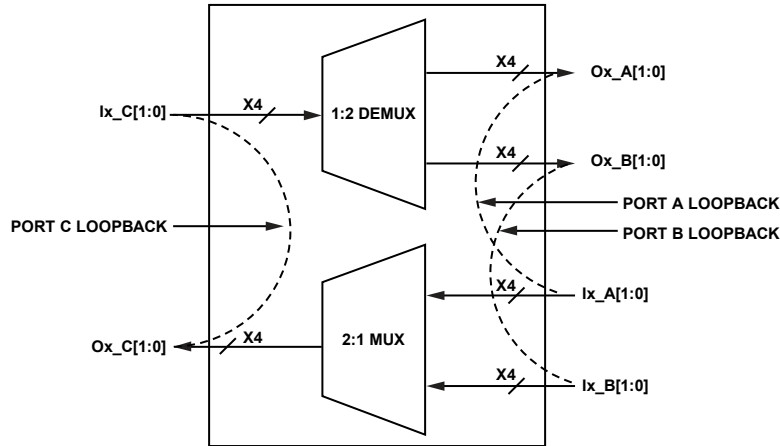 X4
Ox_A[1:0]
Ix_C[1:0]
X4
1:2 DEMUX
X4
Ox_B[1:0]
PORT A LOOPBACK
PORT C LOOPBACK
PORT B LOOPBACK
X4
Ix_A[1:0]
Ox_C[1:0]
X4
2:1 MUX
X4
Ix_B[1:0]